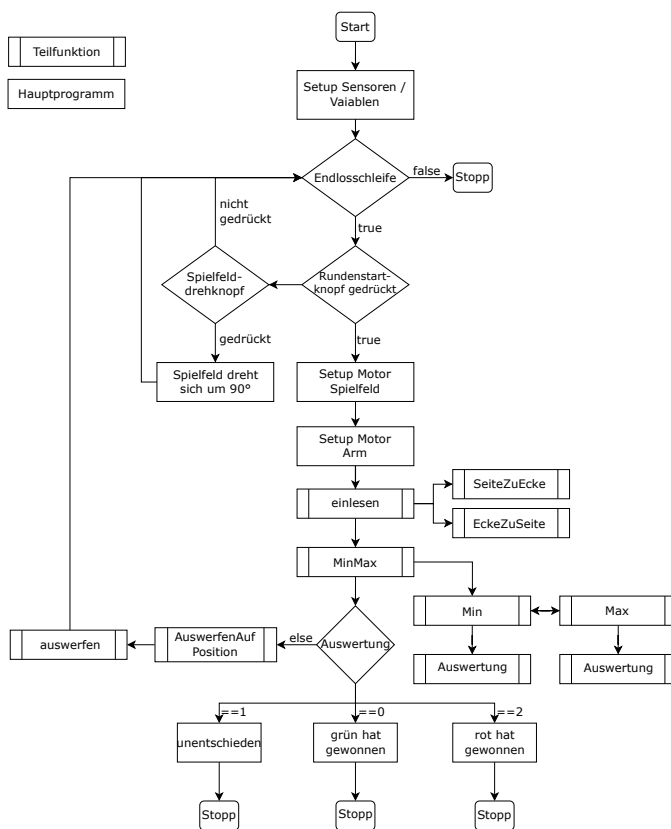 Start
Teilfunktion
Hauptprogramm
Setup Sensoren /
Vaiablen
Endlosschleife
false
Stopp
nicht
gedrückt
true
Spielfeld-
drehknopf
Rundenstart-
knopf gedrückt
gedrückt
true
Spielfeld dreht
sich um 90°
Setup Motor
Spielfeld
Setup Motor
Arm
einlesen
SeiteZuEcke
EckeZuSeite
MinMax
Min
Max
auswerfen
AuswerfenAuf
Position
else
Auswertung
Auswertung
Auswertung
==1
==0
==2
unentschieden
grün hat
gewonnen
rot hat
gewonnen
Stopp
Stopp
Stopp